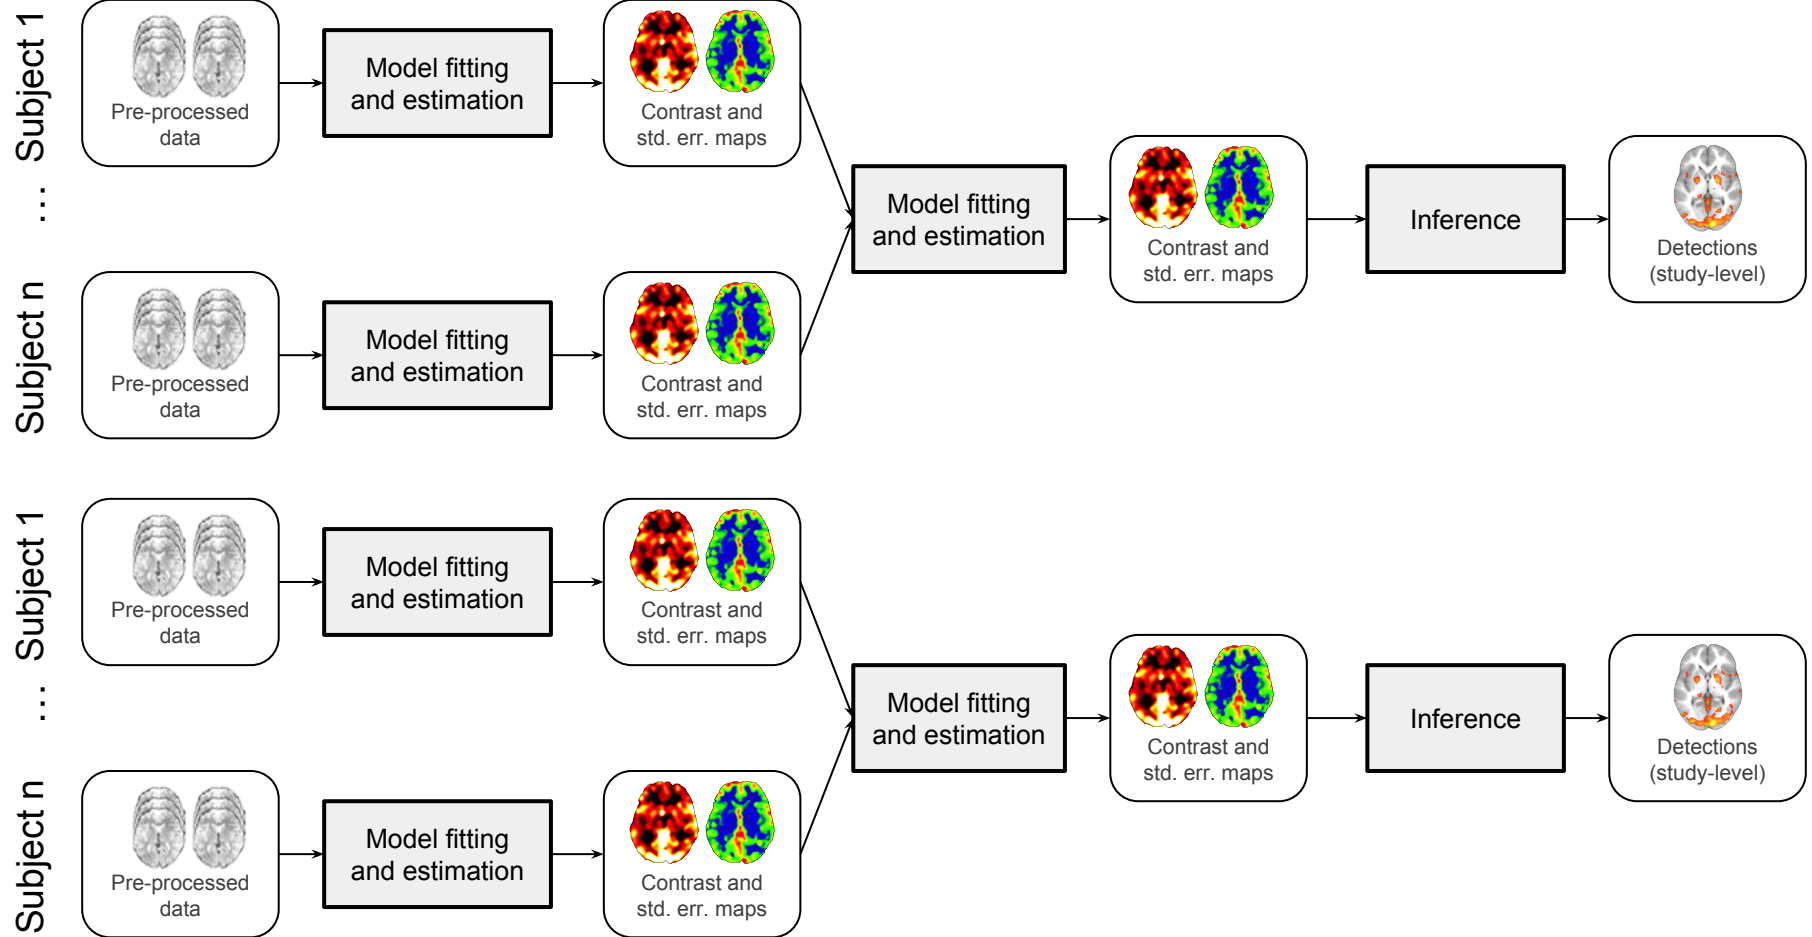 Subject 1
Pre-processed
data
Model fitting
and estimation
Contrast and
std. err. maps
...
Subject n
Pre-processed
data
Model fitting
and estimation
Contrast and
std. err. maps
Model fitting
and estimation
Contrast and
std. err. maps
Inference
Detections
(study-level)
Subject 1
Pre-processed
data
Model fitting
and estimation
Contrast and
std. err. maps
...
Subject n
Pre-processed
data
Model fitting
and estimation
Contrast and
std. err. maps
Model fitting
and estimation
Contrast and
std. err. maps
Inference
Detections
(study-level)